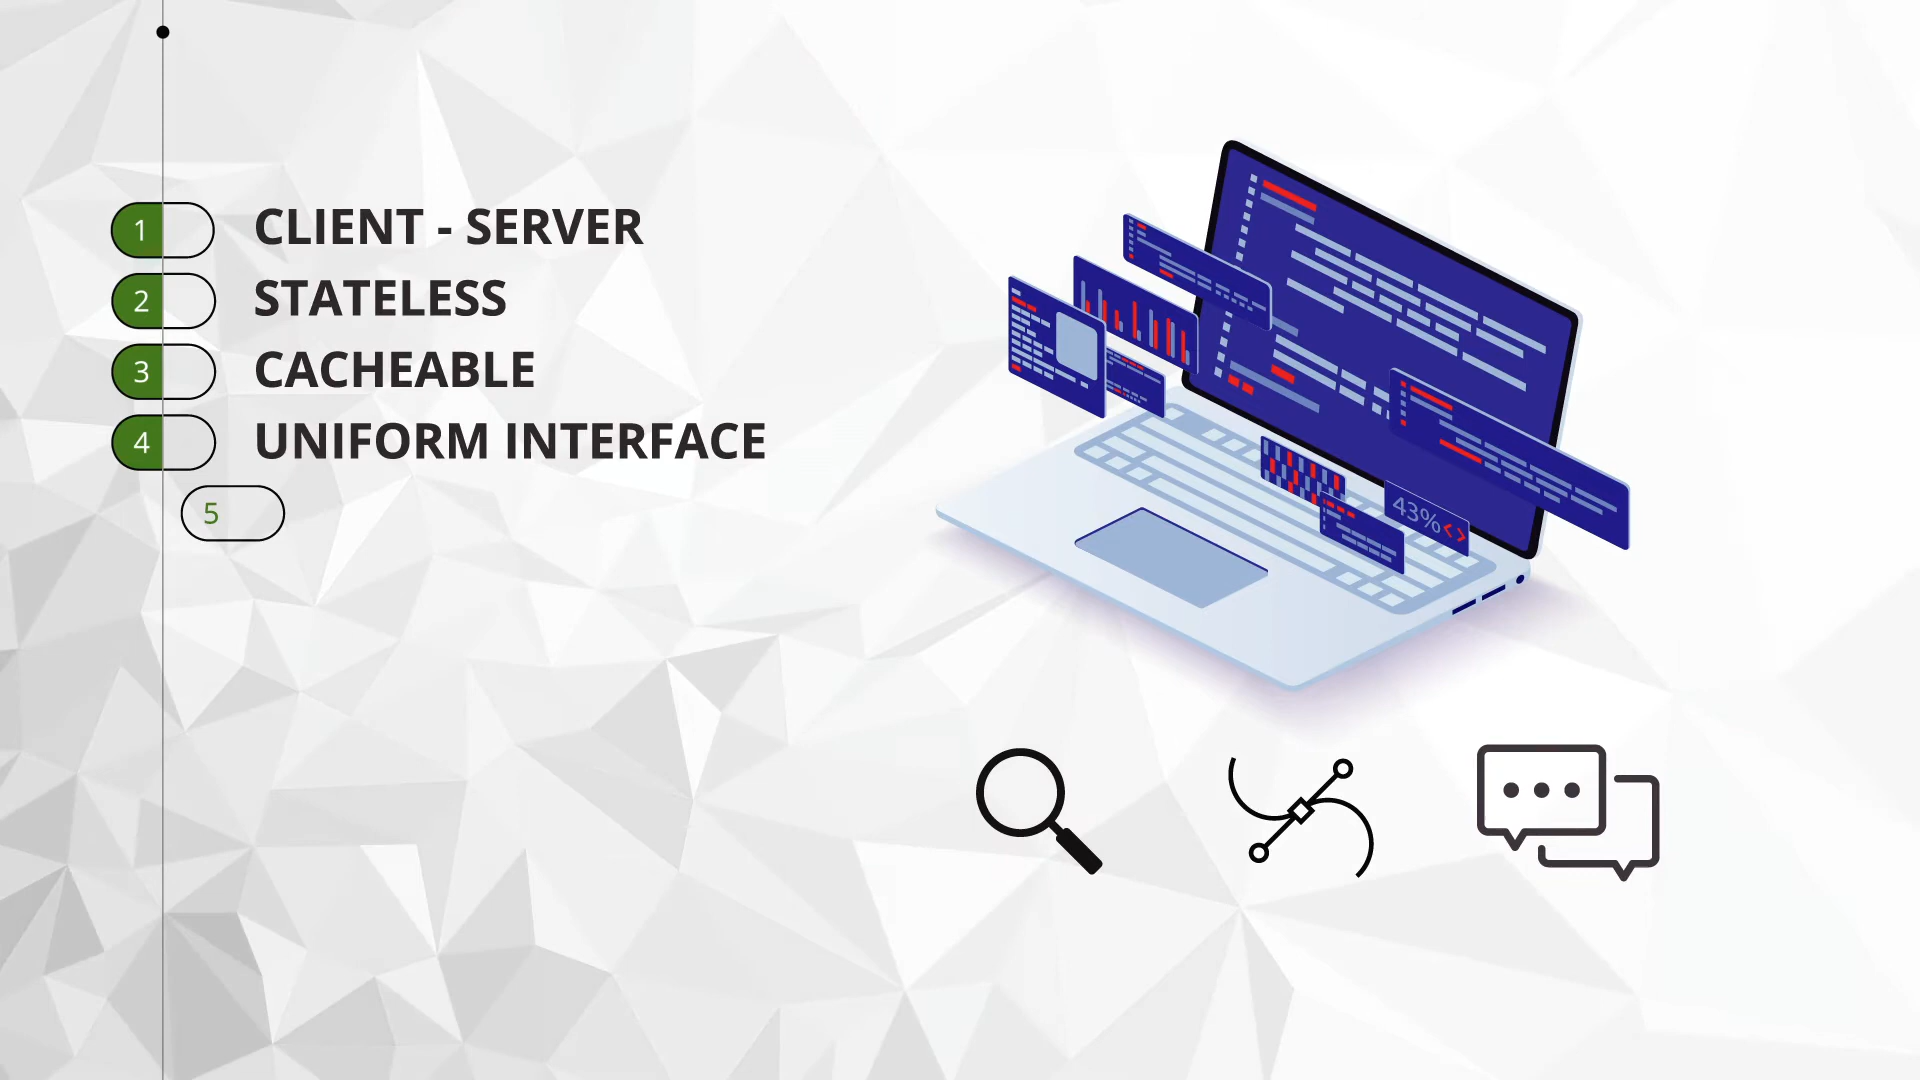 1 CLIENT - SERVER
2 STATELESS
3 CACHEABLE
4 UNIFORM INTERFACE
5
43%<>